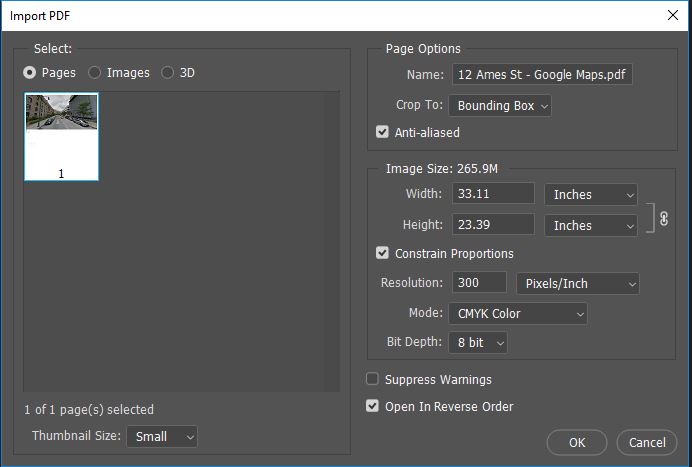 Import PDF
Select:
Pages Images 3D
1
1 of 1 page(s) selected
Thumbnail Size: Small
Page Options
Name: 12 Ames St - Google Maps.pdf
Crop To: Bounding Box
Anti-aliased
Image Size: 265.9M
Width: 33.11 Inches
Height: 23.39 Inches
Constrain Proportions
Resolution: 300 Pixels/Inch
Mode: CMYK Color
Bit Depth: 8 bit
Suppress Warnings
Open In Reverse Order
OK Cancel